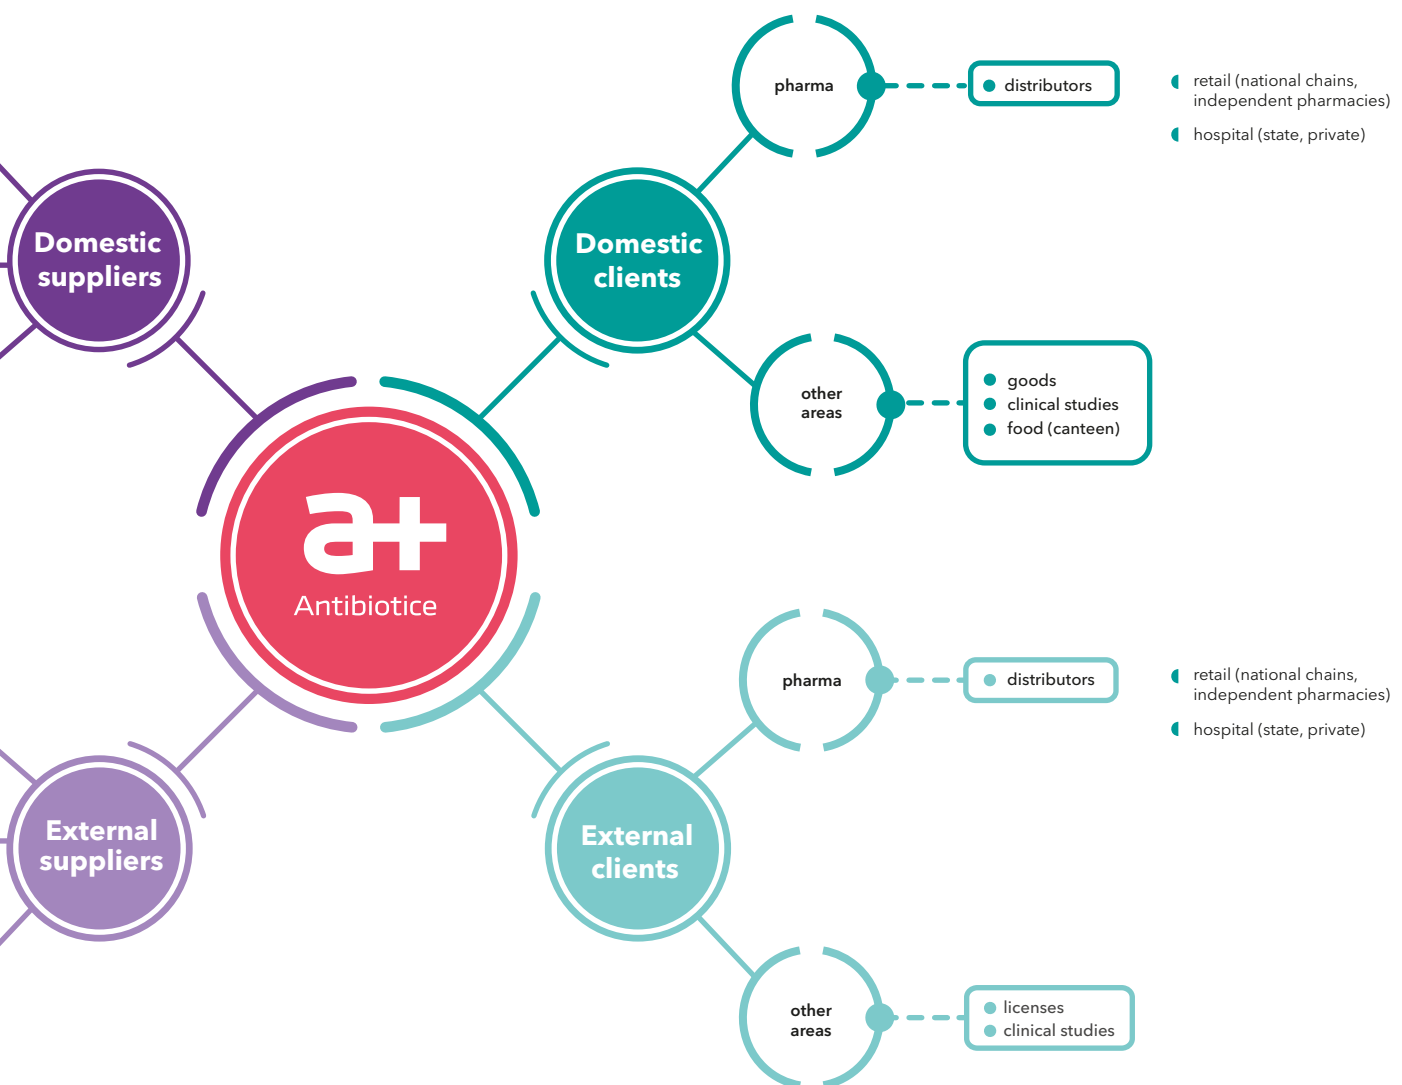 pharma
distributors
retail (national chains,
independent pharmacies)
hospital (state, private)
Domestic
suppliers
Domestic
clients
other
areas
goods
clinical studies
food (canteen)
a+
Antibiotice
pharma
distributors
retail (national chains,
independent pharmacies)
hospital (state, private)
External
suppliers
External
clients
other
areas
licenses
clinical studies